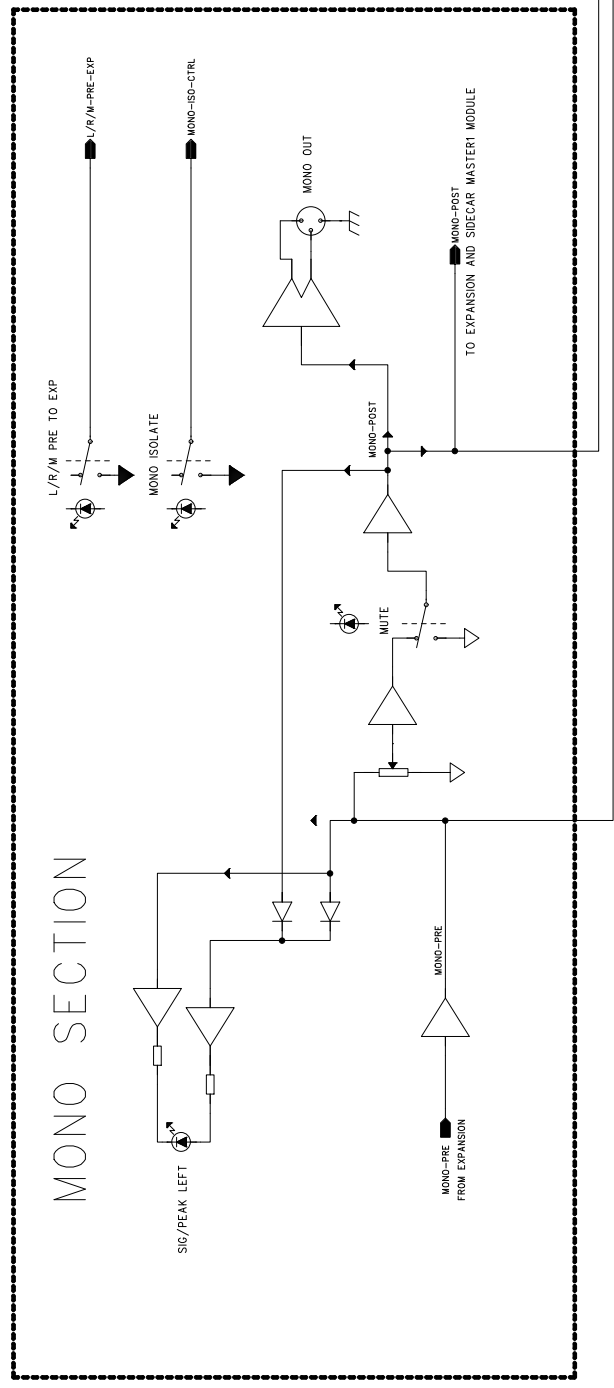 MONO SECTION
L/R/M PRE TO EXP
L/R/M-PRE-EXP
MONO ISOLATE
MONO-ISO-CTRL
SIG/PEAK LEFT
MONO OUT
MONO-POST
MUTE
MONO-PRE
MONO-PRE
FROM EXPANSION
MONO-POST
TO EXPANSION AND SIDECAR MASTER1 MODULE